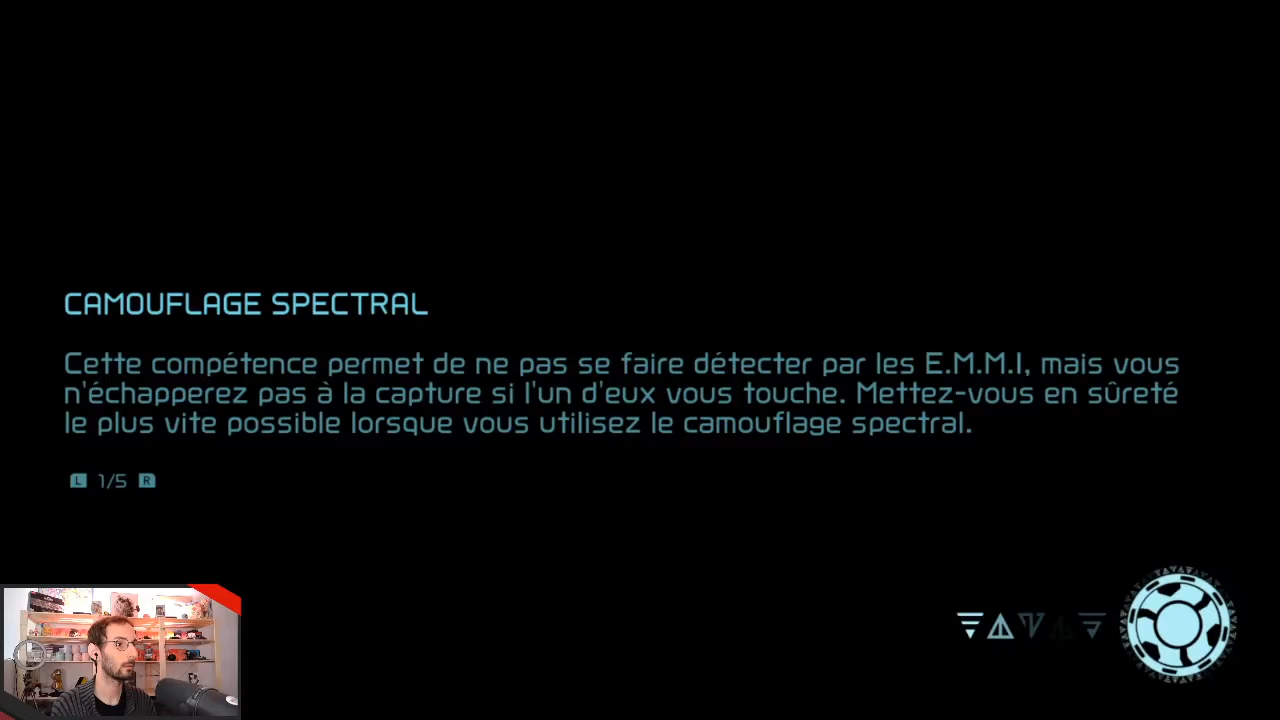 CAMOUFLAGE SPECTRAL
Cette compétence permet de ne pas se faire détecter par les E.M.M.I, mais vous
n'échapperez pas à la capture si l'un d'eux vous touche. Mettez-vous en sûreté
le plus vite possible lorsque vous utilisez le camouflage spectral.
L 1/5 R